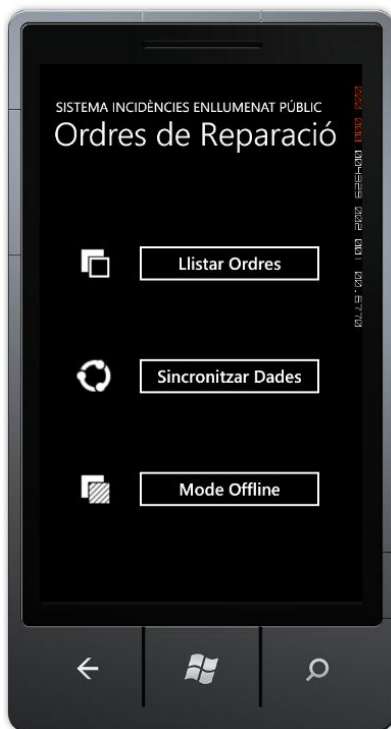 SISTEMA INCIDÈNCIES ENLLUMENAT PÚBLIC
Ordres de Reparació
Llistar Ordres
Sincronitzar Dades
Mode Offline